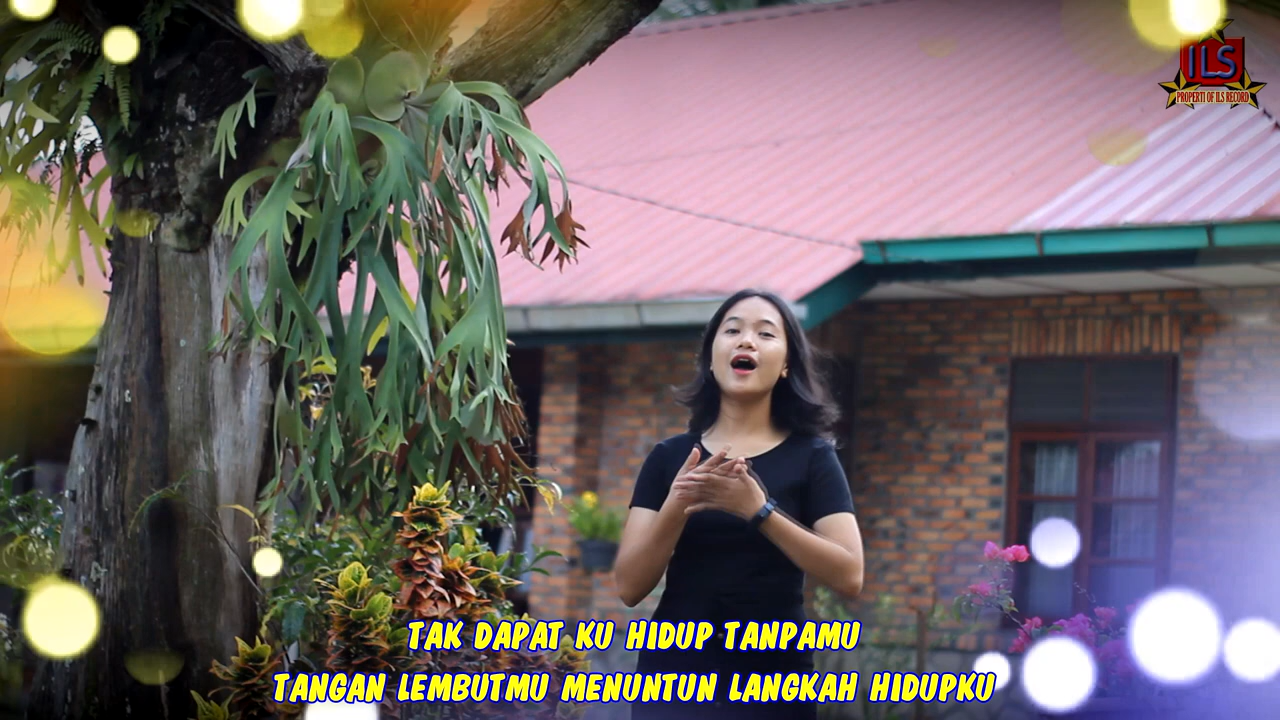 ILS
PROPERTI OF ILS RECORD
TAK DAPAT KU HIDUP TANPAMU
TANGAN LEMBUTMU MENUNTUN LANGKAH HIDUPKU